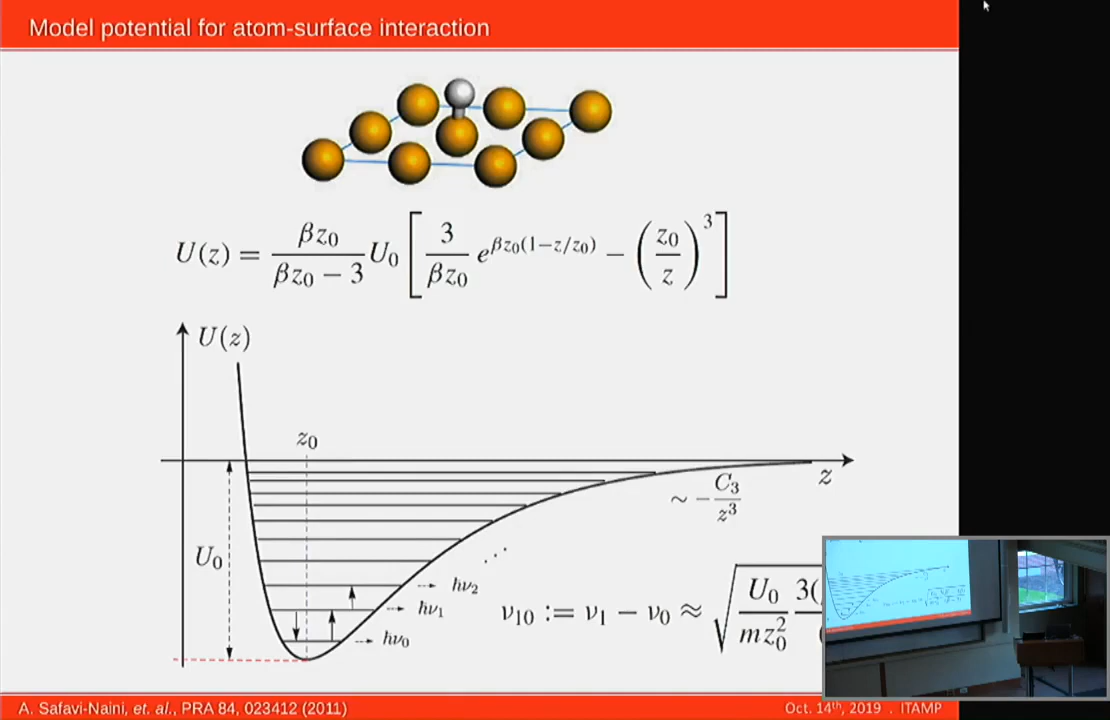 Model potential for atom-surface interaction
U(z) = βz₀/(βz₀ − 3) U₀ [ 3/(βz₀) e^{βz₀(1−z/z₀)} − (z₀/z)³ ]
U(z)
z₀
z
∼ − C₃/z³
U₀
hν₂
hν₁
hν₀
ν₁₀ := ν₁ − ν₀ ≈ √ U₀/(mz₀²) 3(
A. Safavi-Naini, et. al., PRA 84, 023412 (2011)
Oct. 14th, 2019 . ITAMP